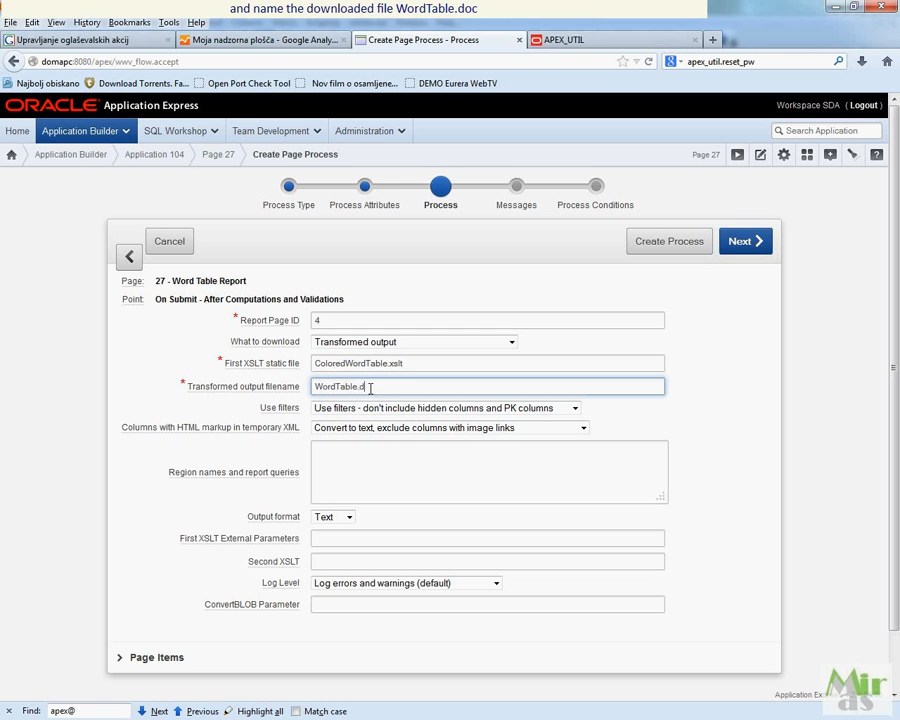 and name the downloaded file WordTable.doc
File Edit View History Bookmarks Tools Help
Upravljanje oglaševalskih akcij
Moja nadzorna plošča - Google Analy...
Create Page Process - Process
APEX_UTIL
domapc:8080/apex/wwv_flow.accept
apex_util.reset_pw
Najbolj obiskano Download Torrents. Fa... Open Port Check Tool Nov film o osamljene... DEMO Eurera WebTV
ORACLE Application Express
Workspace SDA (Logout)
Home Application Builder SQL Workshop Team Development Administration
Search Application
Application Builder Application 104 Page 27 Create Page Process
Page 27
Process Type Process Attributes Process Messages Process Conditions
Cancel
Create Process
Next
Page: 27 - Word Table Report
Point: On Submit - After Computations and Validations
* Report Page ID 4
What to download Transformed output
* First XSLT static file ColoredWordTable.xslt
* Transformed output filename WordTable.d
Use filters Use filters - don't include hidden columns and PK columns
Columns with HTML markup in temporary XML Convert to text, exclude columns with image links
Region names and report queries
Output format Text
First XSLT External Parameters
Second XSLT
Log Level Log errors and warnings (default)
ConvertBLOB Parameter
Page Items
Mir
as
Find: apex@ Next Previous Highlight all Match case